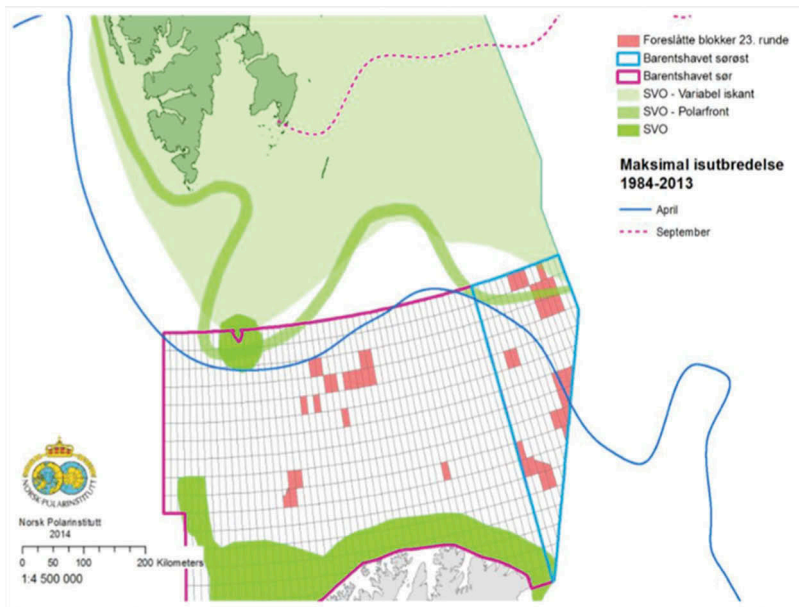 Foreslåtte blokker 23. runde
Barentshavet sørøst
Barentshavet sør
SVO - Variabel iskant
SVO - Polarfront
SVO
Maksimal isutbredelse
1984-2013
April
September
NORSK POLARINSTITUTT
Norsk Polarinstitutt
2014
0 50 100 200 Kilometers
1:4 500 000